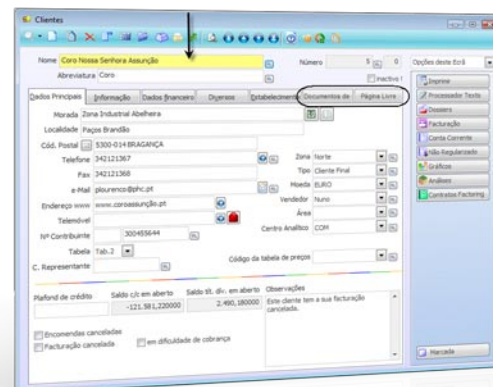 Clientes
Nome Coro Nossa Senhora Assunção Número 5 0
Abreviatura Coro Inactivo !
Dados Principais Informação Dados financeiro Diversos Estabelecimento Documentos de Página Livre
Morada Zona Industrial Abelheira
Localidade Paços Brandão
Cód. Postal 5300-014 BRAGANÇA
Telefone 342121367 Zona Norte
Fax 342121368 Tipo Cliente Final
e-Mail plourenco@phc.pt Moeda EURO
Endereço www www.coroassunção.pt Vendedor Nuno
Telemóvel Área
Nº Contribuinte 300455644 Centro Analítico COM
Tabela Tab.2
C. Representante Código da tabela de preços
Plafond de crédito Saldo c/c em aberto Saldo tít. div. em aberto Observações
-121.581,220000 2.490,180000 Este cliente tem a sua facturação
cancelada.
Encomendas canceladas
Facturação cancelada em dificuldade de cobrança
Opções deste Ecrã
Imprime
Processador Texto
Dossiers
Facturação
Conta Corrente
Não Regularizado
Gráficos
Análises
Contratos Factoring
Marcada